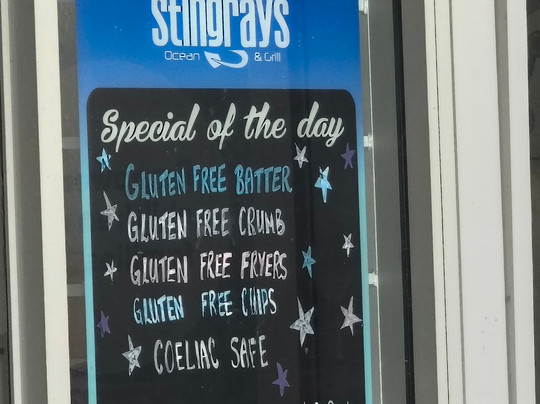 Stingrays
Ocean & Grill
Special of the day
GLUTEN FREE BATTER
GLUTEN FREE CRUMB
GLUTEN FREE FRYERS
GLUTEN FREE CHIPS
COELIAC SAFE